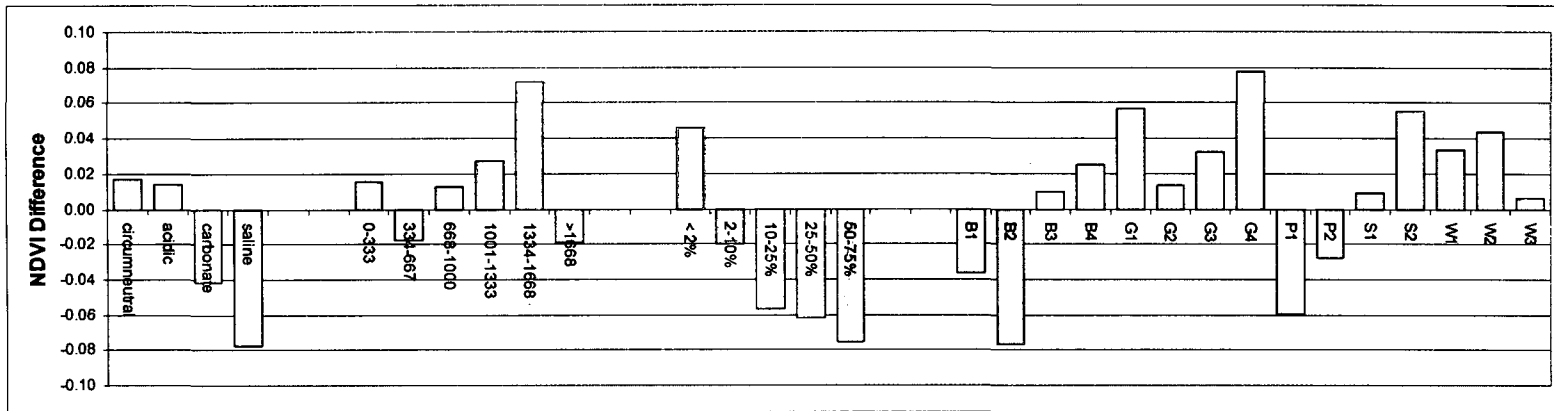 NDVI Difference
0.10
0.08
0.06
0.04
0.02
0.00
-0.02
-0.04
-0.06
-0.08
-0.10
circumneutral
acidic
carbonate
saline
0-333
334-667
668-1000
1001-1333
1334-1668
>1668
< 2%
2-10%
10-25%
25-50%
50-75%
B1
B2
B3
B4
G1
G2
G3
G4
P1
P2
S1
S2
W1
W2
W3